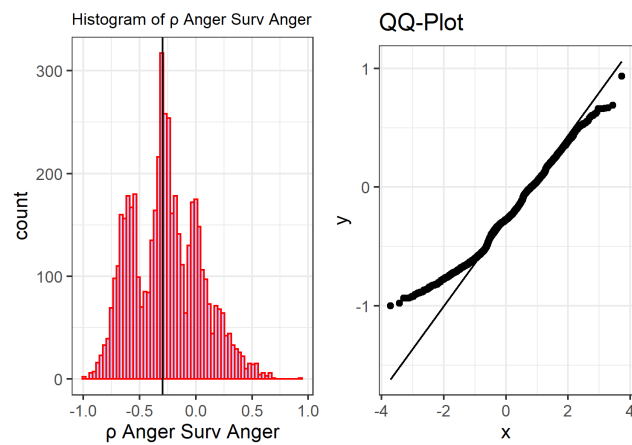 Histogram of ρ Anger Surv Anger
count
300
200
100
0
-1.0 -0.5 0.0 0.5 1.0
ρ Anger Surv Anger
QQ-Plot
y
1
0
-1
-4 -2 0 2 4
x